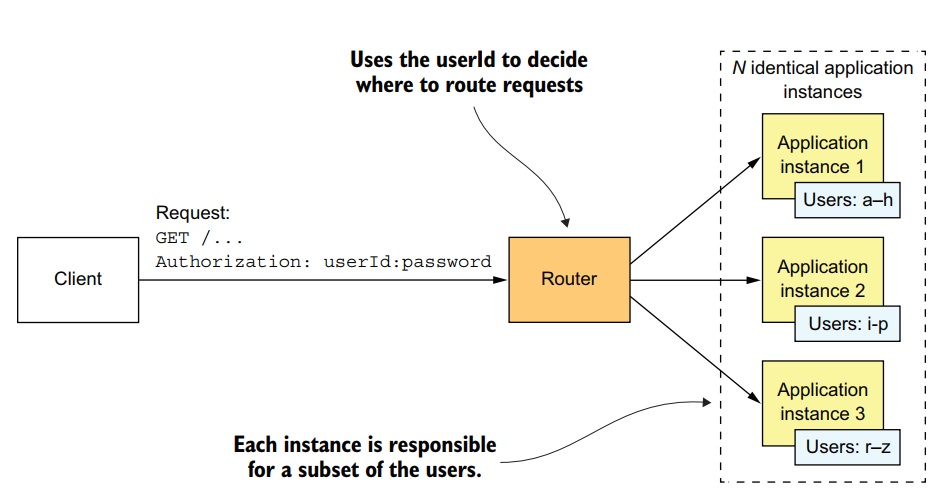 Uses the userId to decide
where to route requests
N identical application
instances
Application
instance 1
Users: a–h
Request:
GET /...
Authorization: userId:password
Client
Router
Application
instance 2
Users: i-p
Application
instance 3
Users: r–z
Each instance is responsible
for a subset of the users.